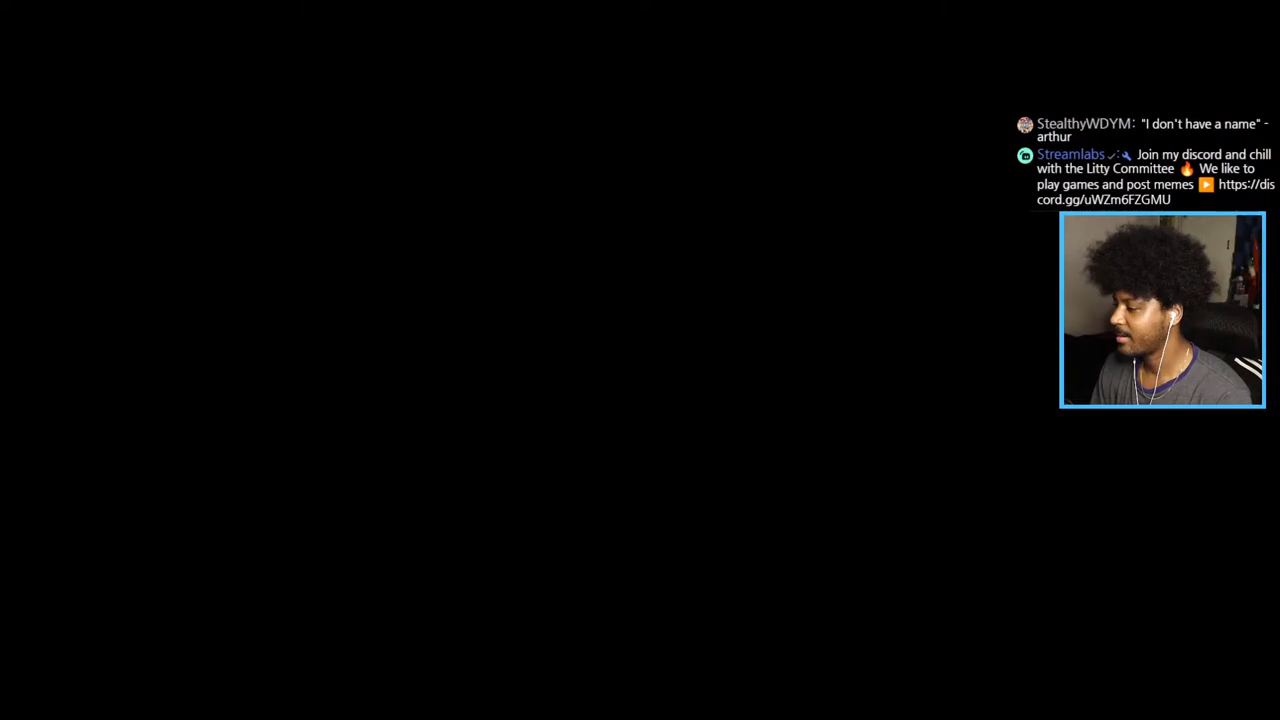 StealthyWDYM: "I don't have a name" -
arthur
Streamlabs Join my discord and chill
with the Litty Committee 🔥 We like to
play games and post memes ▶️ https://dis
cord.gg/uWZm6FZGMU